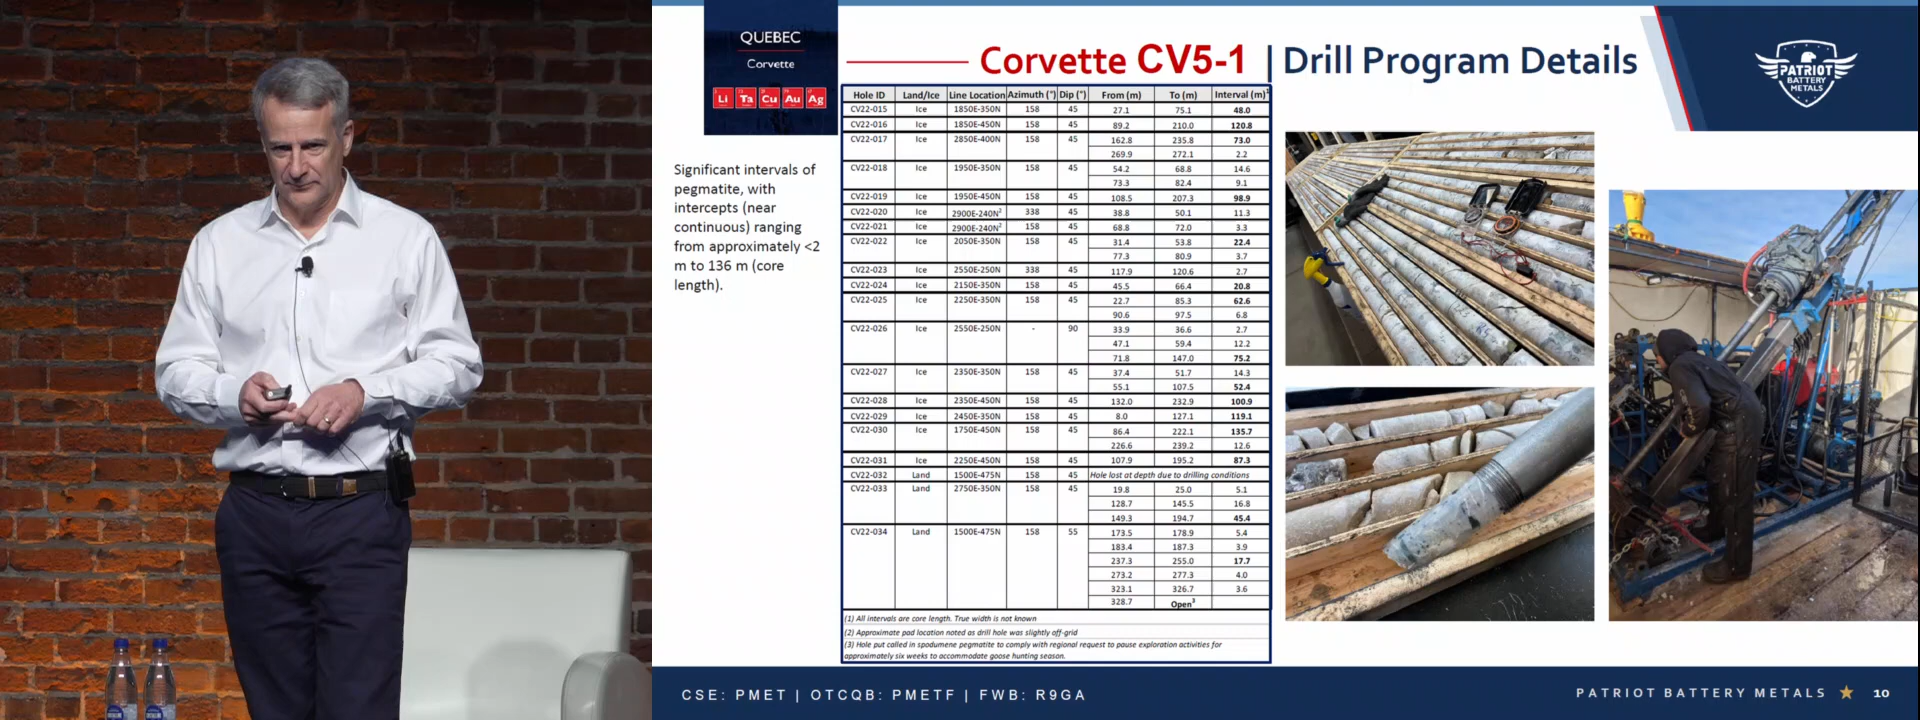 QUEBEC
Corvette
Li Ta Cu Au Ag
Corvette CV5-1 | Drill Program Details
PATRIOT
BATTERY
METALS
Significant intervals of
pegmatite, with
intercepts (near
continuous) ranging
from approximately <2
m to 136 m (core
length).
Hole ID Land/Ice Line Location Azimuth (°) Dip (°) From (m) To (m) Interval (m)¹
CV22-015 Ice 1850E-350N 158 45 27.1 75.1 48.0
CV22-016 Ice 1850E-450N 158 45 89.2 210.0 120.8
CV22-017 Ice 2850E-400N 158 45 162.8 235.8 73.0
269.9 272.1 2.2
CV22-018 Ice 1950E-350N 158 45 54.2 68.8 14.6
73.3 82.4 9.1
CV22-019 Ice 1950E-450N 158 45 108.5 207.3 98.9
CV22-020 Ice 2900E-240N² 338 45 38.8 50.1 11.3
CV22-021 Ice 2900E-240N² 158 45 68.8 72.0 3.3
CV22-022 Ice 2050E-350N 158 45 31.4 53.8 22.4
77.3 80.9 3.7
CV22-023 Ice 2550E-250N 338 45 117.9 120.6 2.7
CV22-024 Ice 2150E-350N 158 45 45.5 66.4 20.8
CV22-025 Ice 2250E-350N 158 45 22.7 85.3 62.6
90.6 97.5 6.8
CV22-026 Ice 2550E-250N - 90 33.9 36.6 2.7
47.1 59.4 12.2
71.8 147.0 75.2
CV22-027 Ice 2350E-350N 158 45 37.4 51.7 14.3
55.1 107.5 52.4
CV22-028 Ice 2350E-450N 158 45 132.0 232.9 100.9
CV22-029 Ice 2450E-350N 158 45 8.0 127.1 119.1
CV22-030 Ice 1750E-450N 158 45 86.4 222.1 135.7
226.6 239.2 12.6
CV22-031 Ice 2250E-450N 158 45 107.9 195.2 87.3
CV22-032 Land 1500E-475N 158 45 Hole lost at depth due to drilling conditions
CV22-033 Land 2750E-350N 158 45 19.8 25.0 5.1
128.7 145.5 16.8
149.3 194.7 45.4
CV22-034 Land 1500E-475N 158 55 173.5 178.9 5.4
183.4 187.3 3.9
237.3 255.0 17.7
273.2 277.3 4.0
323.1 326.7 3.6
328.7 Open³
(1) All intervals are core length. True width is not known
(2) Approximate pad location noted as drill hole was slightly off-grid
(3) Hole put called in spodumene pegmatite to comply with regional request to pause exploration activities for
approximately six weeks to accommodate goose hunting season.
CSE: PMET | OTCQB: PMETF | FWB: R9GA
PATRIOT BATTERY METALS 10